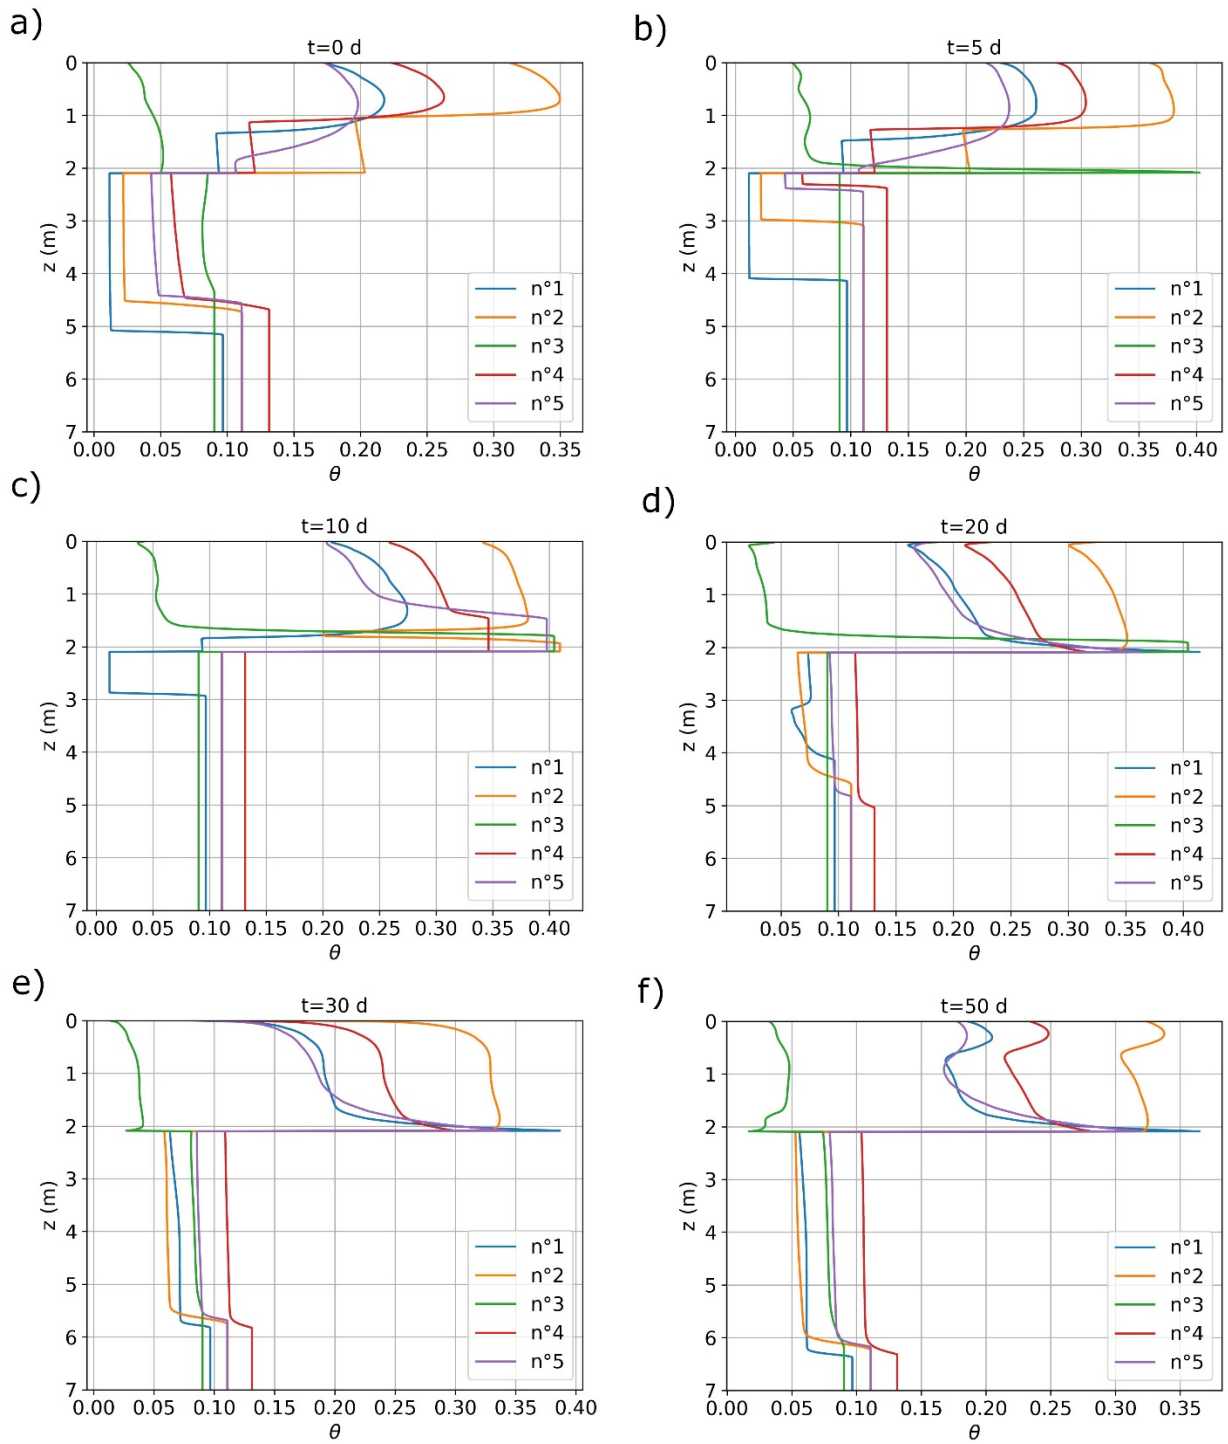 a)
t=0 d
0
1
2
3
4
5
6
7
z (m)
n°1
n°2
n°3
n°4
n°5
0.00 0.05 0.10 0.15 0.20 0.25 0.30 0.35
θ
b)
t=5 d
0
1
2
3
4
5
6
7
z (m)
n°1
n°2
n°3
n°4
n°5
0.00 0.05 0.10 0.15 0.20 0.25 0.30 0.35 0.40
θ
c)
t=10 d
0
1
2
3
4
5
6
7
z (m)
n°1
n°2
n°3
n°4
n°5
0.00 0.05 0.10 0.15 0.20 0.25 0.30 0.35 0.40
θ
d)
t=20 d
0
1
2
3
4
5
6
7
z (m)
n°1
n°2
n°3
n°4
n°5
0.05 0.10 0.15 0.20 0.25 0.30 0.35 0.40
θ
e)
t=30 d
0
1
2
3
4
5
6
7
z (m)
n°1
n°2
n°3
n°4
n°5
0.00 0.05 0.10 0.15 0.20 0.25 0.30 0.35 0.40
θ
f)
t=50 d
0
1
2
3
4
5
6
7
z (m)
n°1
n°2
n°3
n°4
n°5
0.00 0.05 0.10 0.15 0.20 0.25 0.30 0.35
θ